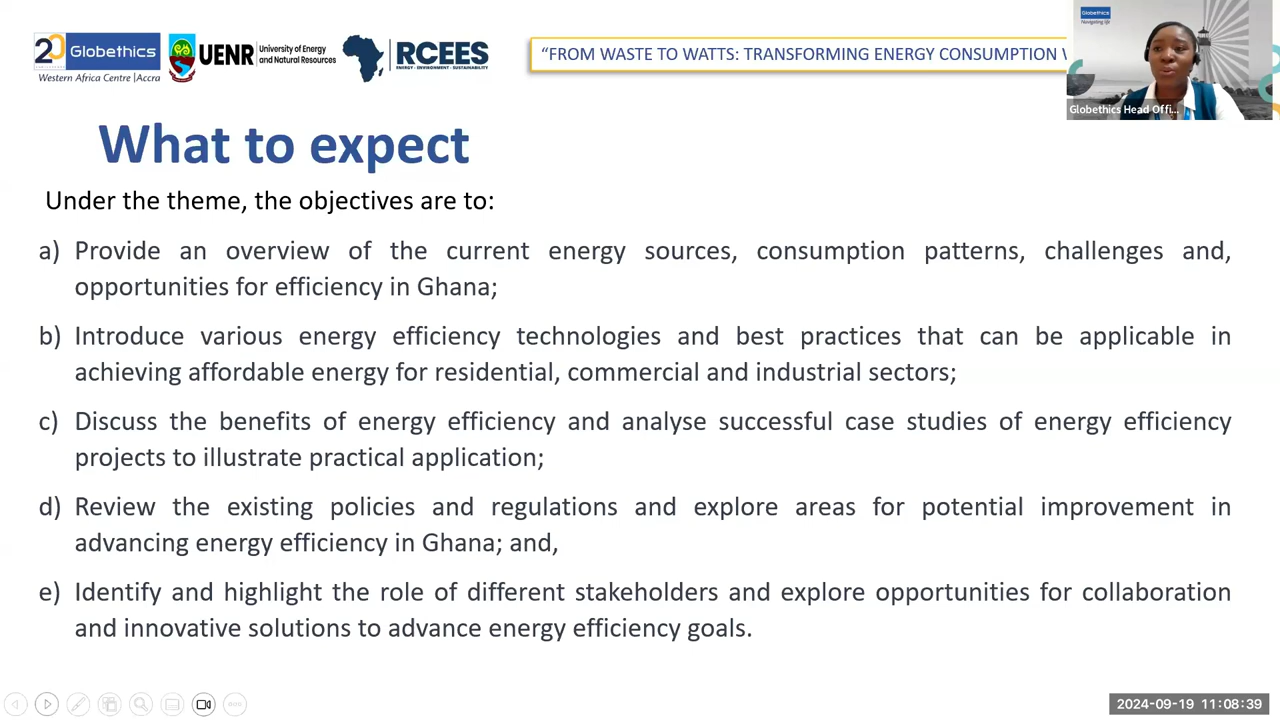 20 Globethics
Western Africa Centre | Accra
UENR
University of Energy
and Natural Resources
RCEES
ENERGY - ENVIRONMENT - SUSTAINABILITY
“FROM WASTE TO WATTS: TRANSFORMING ENERGY CONSUMPTION
Globethics
Navigating life
Globethics Head Offi...
What to expect
Under the theme, the objectives are to:
a) Provide an overview of the current energy sources, consumption patterns, challenges and,
opportunities for efficiency in Ghana;
b) Introduce various energy efficiency technologies and best practices that can be applicable in
achieving affordable energy for residential, commercial and industrial sectors;
c) Discuss the benefits of energy efficiency and analyse successful case studies of energy efficiency
projects to illustrate practical application;
d) Review the existing policies and regulations and explore areas for potential improvement in
advancing energy efficiency in Ghana; and,
e) Identify and highlight the role of different stakeholders and explore opportunities for collaboration
and innovative solutions to advance energy efficiency goals.
2024-09-19 11:08:39